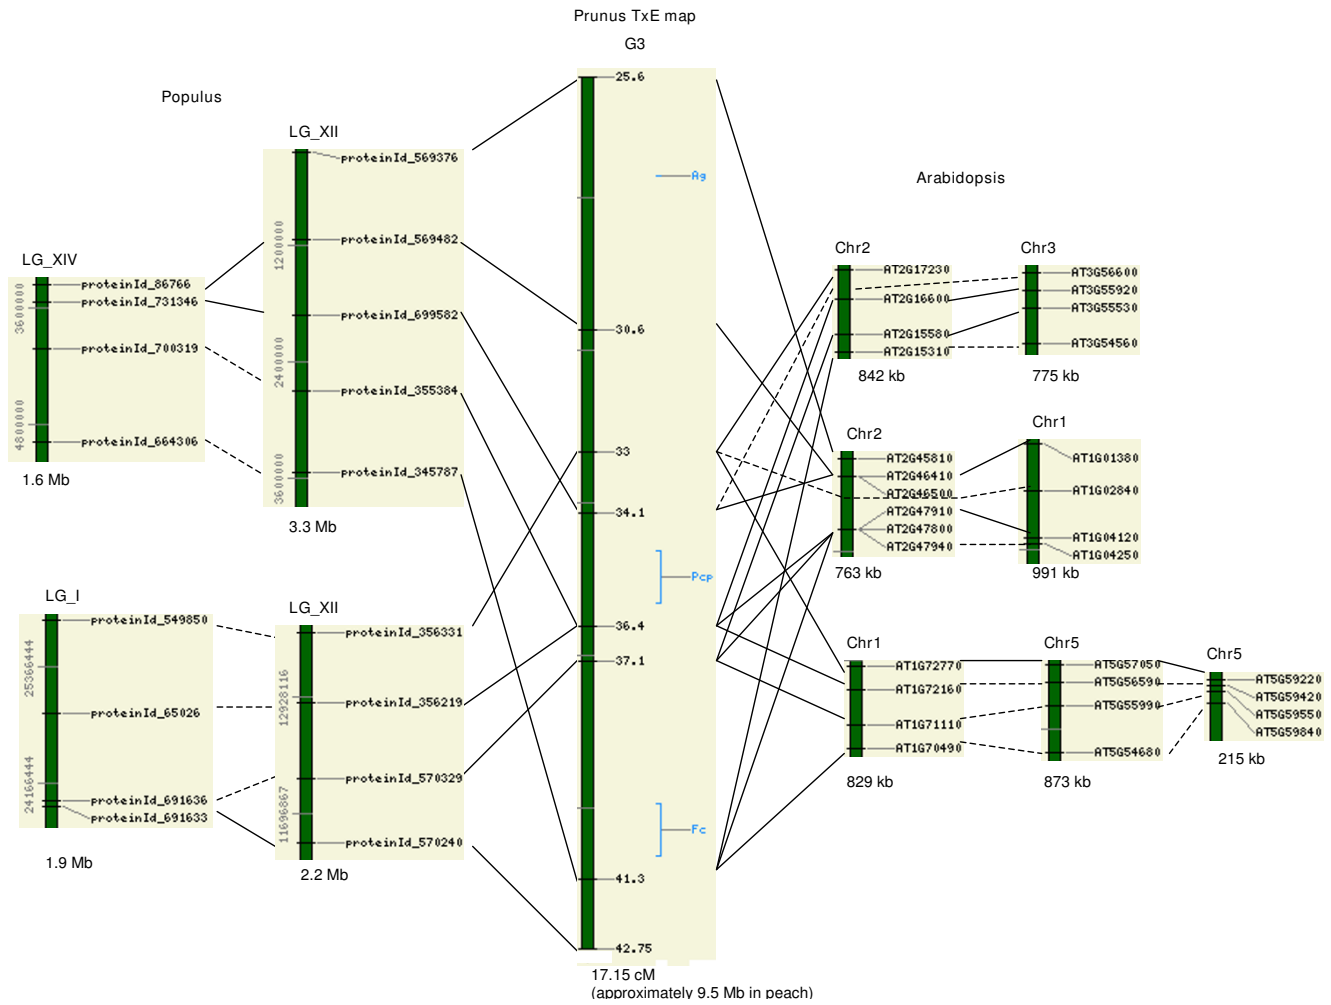 Prunus TxE map
G3
25.6
Ag
30.6
33
34.1
Pcp
36.4
37.1
Fc
41.3
42.75
17.15 cM
(approximately 9.5 Mb in peach)
Populus
LG_XIV
3600000
4800000
proteinId_86766
proteinId_731346
proteinId_700319
proteinId_664306
1.6 Mb
LG_XII
1200000
2400000
3600000
proteinId_569376
proteinId_569482
proteinId_699582
proteinId_355384
proteinId_345787
3.3 Mb
LG_I
25366444
24166444
proteinId_549850
proteinId_65026
proteinId_691636
proteinId_691633
1.9 Mb
LG_XII
12928116
11696867
proteinId_356331
proteinId_356219
proteinId_570329
proteinId_570240
2.2 Mb
Arabidopsis
Chr2
AT2G17230
AT2G16600
AT2G15580
AT2G15310
842 kb
Chr3
AT3G56600
AT3G55920
AT3G55530
AT3G54560
775 kb
Chr2
AT2G45810
AT2G46410
AT2G46500
AT2G47910
AT2G47800
AT2G47940
763 kb
Chr1
AT1G01380
AT1G02840
AT1G04120
AT1G04250
991 kb
Chr1
AT1G72770
AT1G72160
AT1G71110
AT1G70490
829 kb
Chr5
AT5G57050
AT5G56590
AT5G55990
AT5G54680
873 kb
Chr5
AT5G59220
AT5G59420
AT5G59550
AT5G59840
215 kb